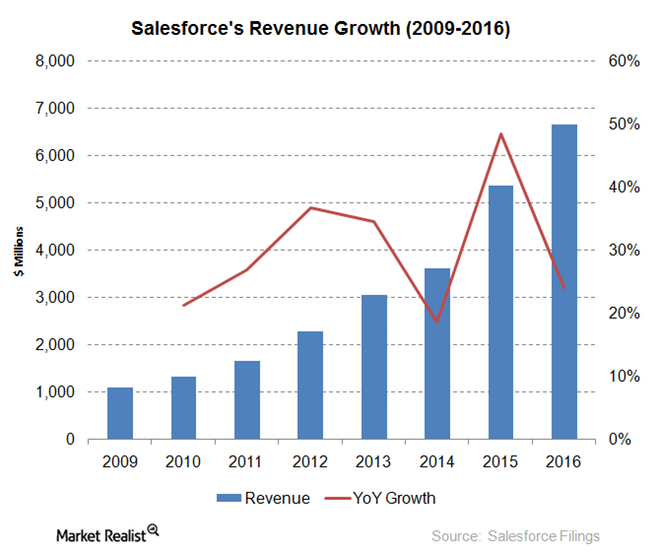 Salesforce's Revenue Growth (2009-2016)
8,000
7,000
6,000
5,000
4,000
3,000
2,000
1,000
0
$ Millions
60%
50%
40%
30%
20%
10%
0%
2009 2010 2011 2012 2013 2014 2015 2016
Revenue YoY Growth
Market Realist
Source: Salesforce Filings